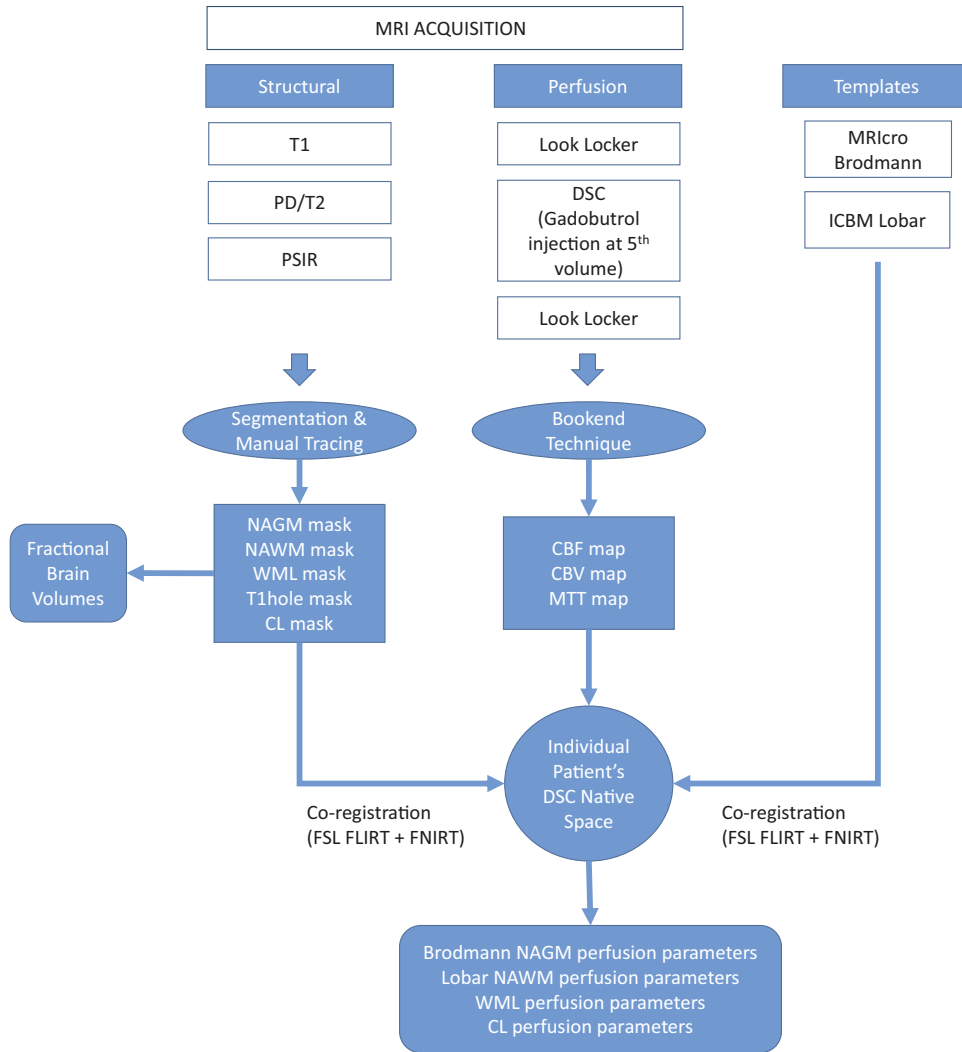 MRI ACQUISITION
Structural
Perfusion
Templates
T1
PD/T2
PSIR
Look Locker
DSC
(Gadobutrol
injection at 5th
volume)
Look Locker
MRIcro
Brodmann
ICBM Lobar
Segmentation &
Manual Tracing
Bookend
Technique
Fractional
Brain
Volumes
NAGM mask
NAWM mask
WML mask
T1hole mask
CL mask
CBF map
CBV map
MTT map
Individual
Patient's
DSC Native
Space
Co-registration
(FSL FLIRT + FNIRT)
Co-registration
(FSL FLIRT + FNIRT)
Brodmann NAGM perfusion parameters
Lobar NAWM perfusion parameters
WML perfusion parameters
CL perfusion parameters